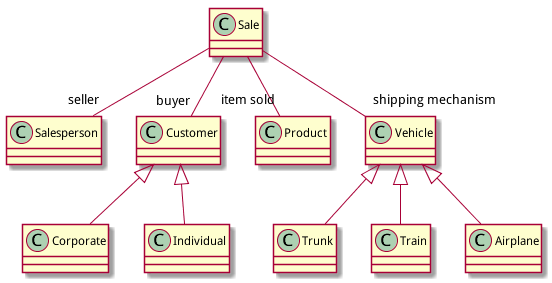 C Sale
seller
buyer
item sold
shipping mechanism
C Salesperson
C Customer
C Product
C Vehicle
C Corporate
C Individual
C Trunk
C Train
C Airplane